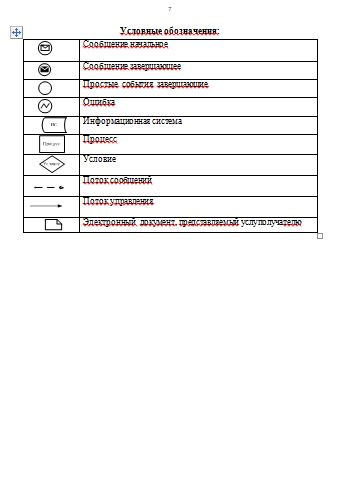 7
Условные обозначения:
Сообщение начальное
Сообщение завершающее
Простые события завершающие
Ошибка
ИС
Информационная система
Процесс
Процесс
Условие
Условие
Поток сообщений
Поток управления
Электронный документ, представляемый услуполучателю